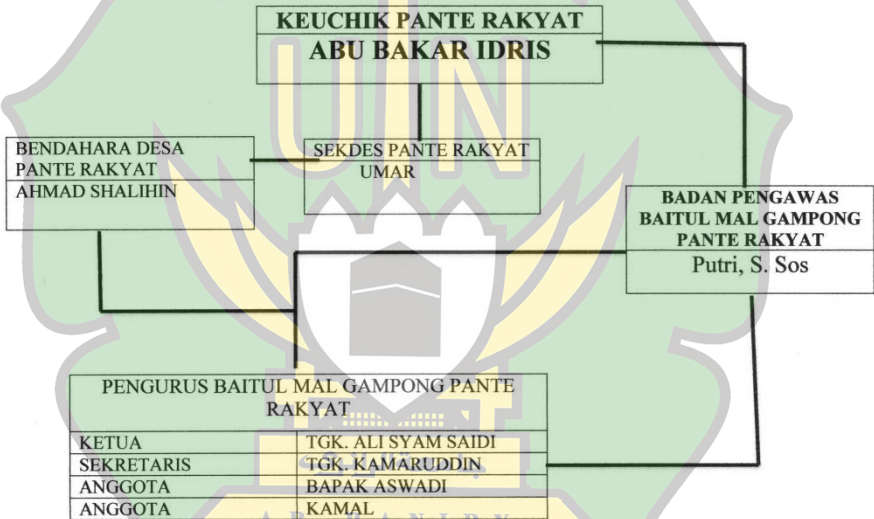 KEUCHIK PANTE RAKYAT
ABU BAKAR IDRIS
BENDAHARA DESA
PANTE RAKYAT
AHMAD SHALIHIN
SEKDES PANTE RAKYAT
UMAR
BADAN PENGAWAS
BAITUL MAL GAMPONG
PANTE RAKYAT
Putri, S. Sos
PENGURUS BAITUL MAL GAMPONG PANTE
RAKYAT
KETUA TGK. ALI SYAM SAIDI
SEKRETARIS TGK. KAMARUDDIN
ANGGOTA BAPAK ASWADI
ANGGOTA KAMAL
UIN